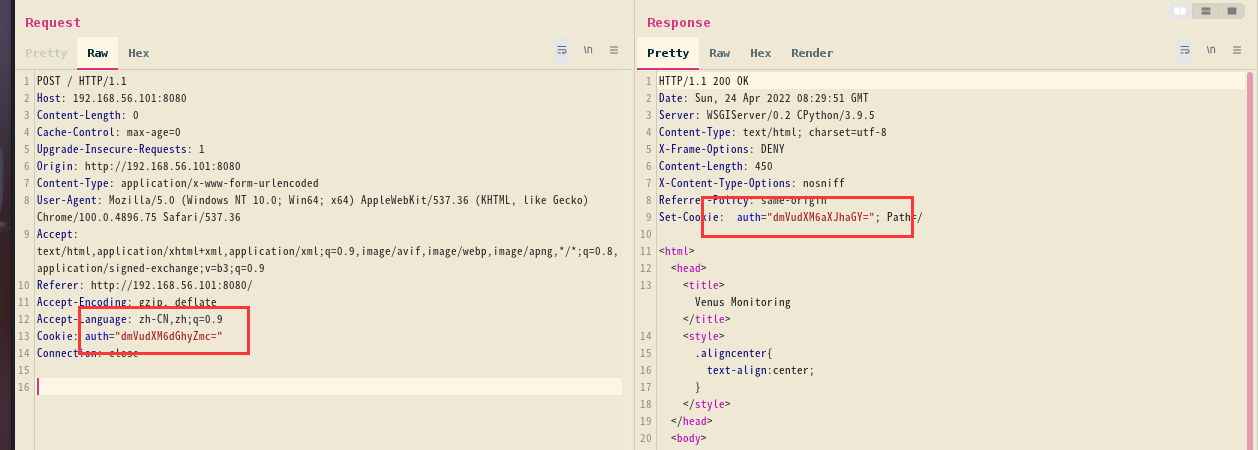 Request
Pretty Raw Hex
\n
1 POST / HTTP/1.1
2 Host: 192.168.56.101:8080
3 Content-Length: 0
4 Cache-Control: max-age=0
5 Upgrade-Insecure-Requests: 1
6 Origin: http://192.168.56.101:8080
7 Content-Type: application/x-www-form-urlencoded
8 User-Agent: Mozilla/5.0 (Windows NT 10.0; Win64; x64) AppleWebKit/537.36 (KHTML, like Gecko)
Chrome/100.0.4896.75 Safari/537.36
9 Accept:
text/html,application/xhtml+xml,application/xml;q=0.9,image/avif,image/webp,image/apng,*/*;q=0.8,
application/signed-exchange;v=b3;q=0.9
10 Referer: http://192.168.56.101:8080/
11 Accept-Encoding: gzip, deflate
12 Accept-Language: zh-CN,zh;q=0.9
13 Cookie: auth="dmVudXM6dGhyZmc="
14 Connection: close
15
16
Response
Pretty Raw Hex Render
\n
1 HTTP/1.1 200 OK
2 Date: Sun, 24 Apr 2022 08:29:51 GMT
3 Server: WSGIServer/0.2 CPython/3.9.5
4 Content-Type: text/html; charset=utf-8
5 X-Frame-Options: DENY
6 Content-Length: 450
7 X-Content-Type-Options: nosniff
8 Referrer-Policy: same-origin
9 Set-Cookie: auth="dmVudXM6aXJhaGY="; Path=/
10
11 <html>
12 <head>
13 <title>
Venus Monitoring
</title>
14 <style>
15 .aligncenter{
16 text-align:center;
17 }
18 </style>
19 </head>
20 <body>